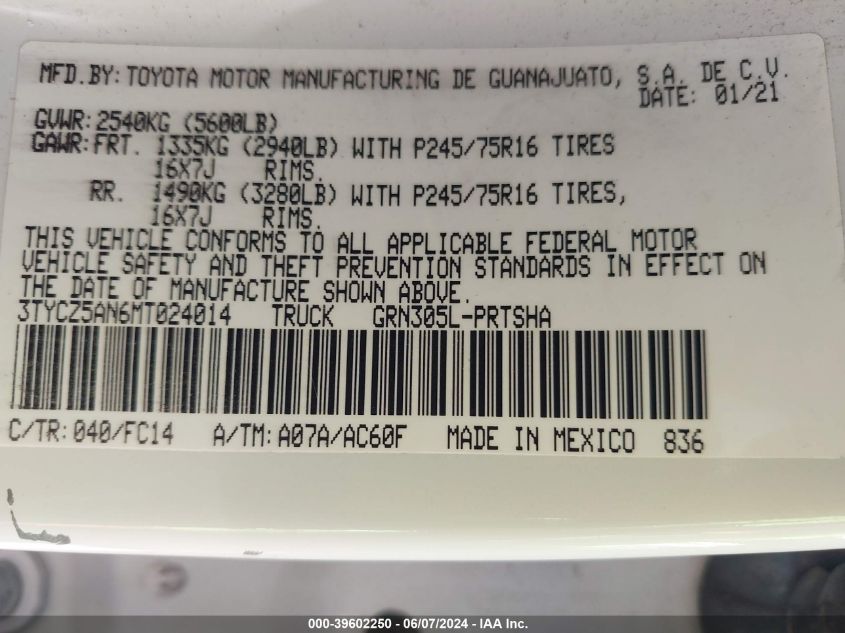 MFD.BY: TOYOTA MOTOR MANUFACTURING DE GUANAJUATO, S.A. DE C.V.
DATE: 01/21
GVWR: 2540KG (5600LB)
GAWR: FRT. 1335KG (2940LB) WITH P245/75R16 TIRES
16X7J RIMS.
RR. 1490KG (3280LB) WITH P245/75R16 TIRES,
16X7J RIMS.
THIS VEHICLE CONFORMS TO ALL APPLICABLE FEDERAL MOTOR
VEHICLE SAFETY AND THEFT PREVENTION STANDARDS IN EFFECT ON
THE DATE OF MANUFACTURE SHOWN ABOVE.
3TYCZ5AN6MT024014 TRUCK GRN305L-PRTSHA
C/TR: 040/FC14 A/TM: A07A/AC60F MADE IN MEXICO 836
000-39602250 - 06/07/2024 - IAA Inc.